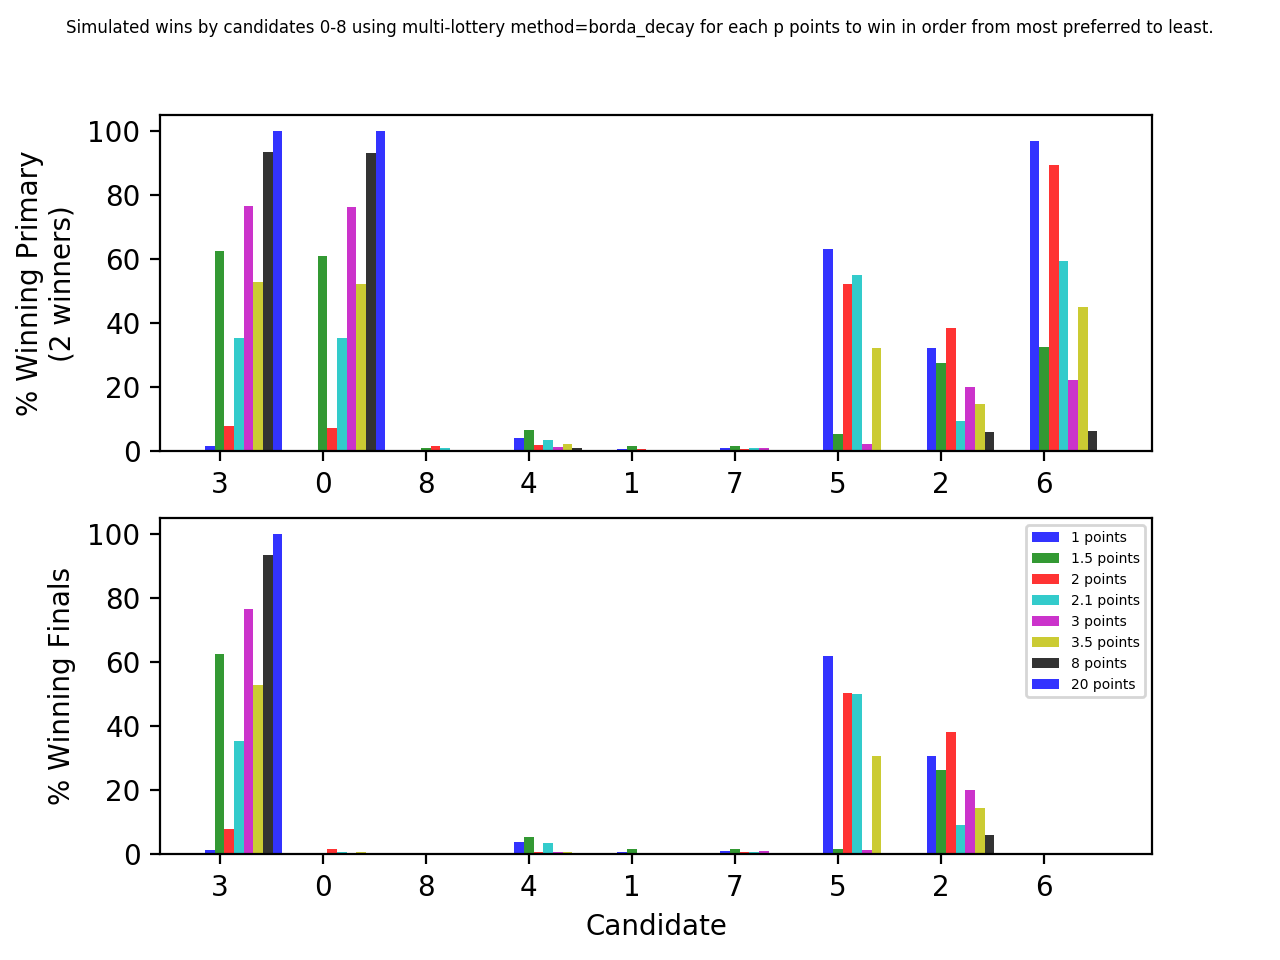 Simulated wins by candidates 0-8 using multi-lottery method=borda_decay for each p points to win in order from most preferred to least.
% Winning Primary
(2 winners)
100
80
60
40
20
0
3 0 8 4 1 7 5 2 6
% Winning Finals
100
80
60
40
20
0
1 points
1.5 points
2 points
2.1 points
3 points
3.5 points
8 points
20 points
3 0 8 4 1 7 5 2 6
Candidate